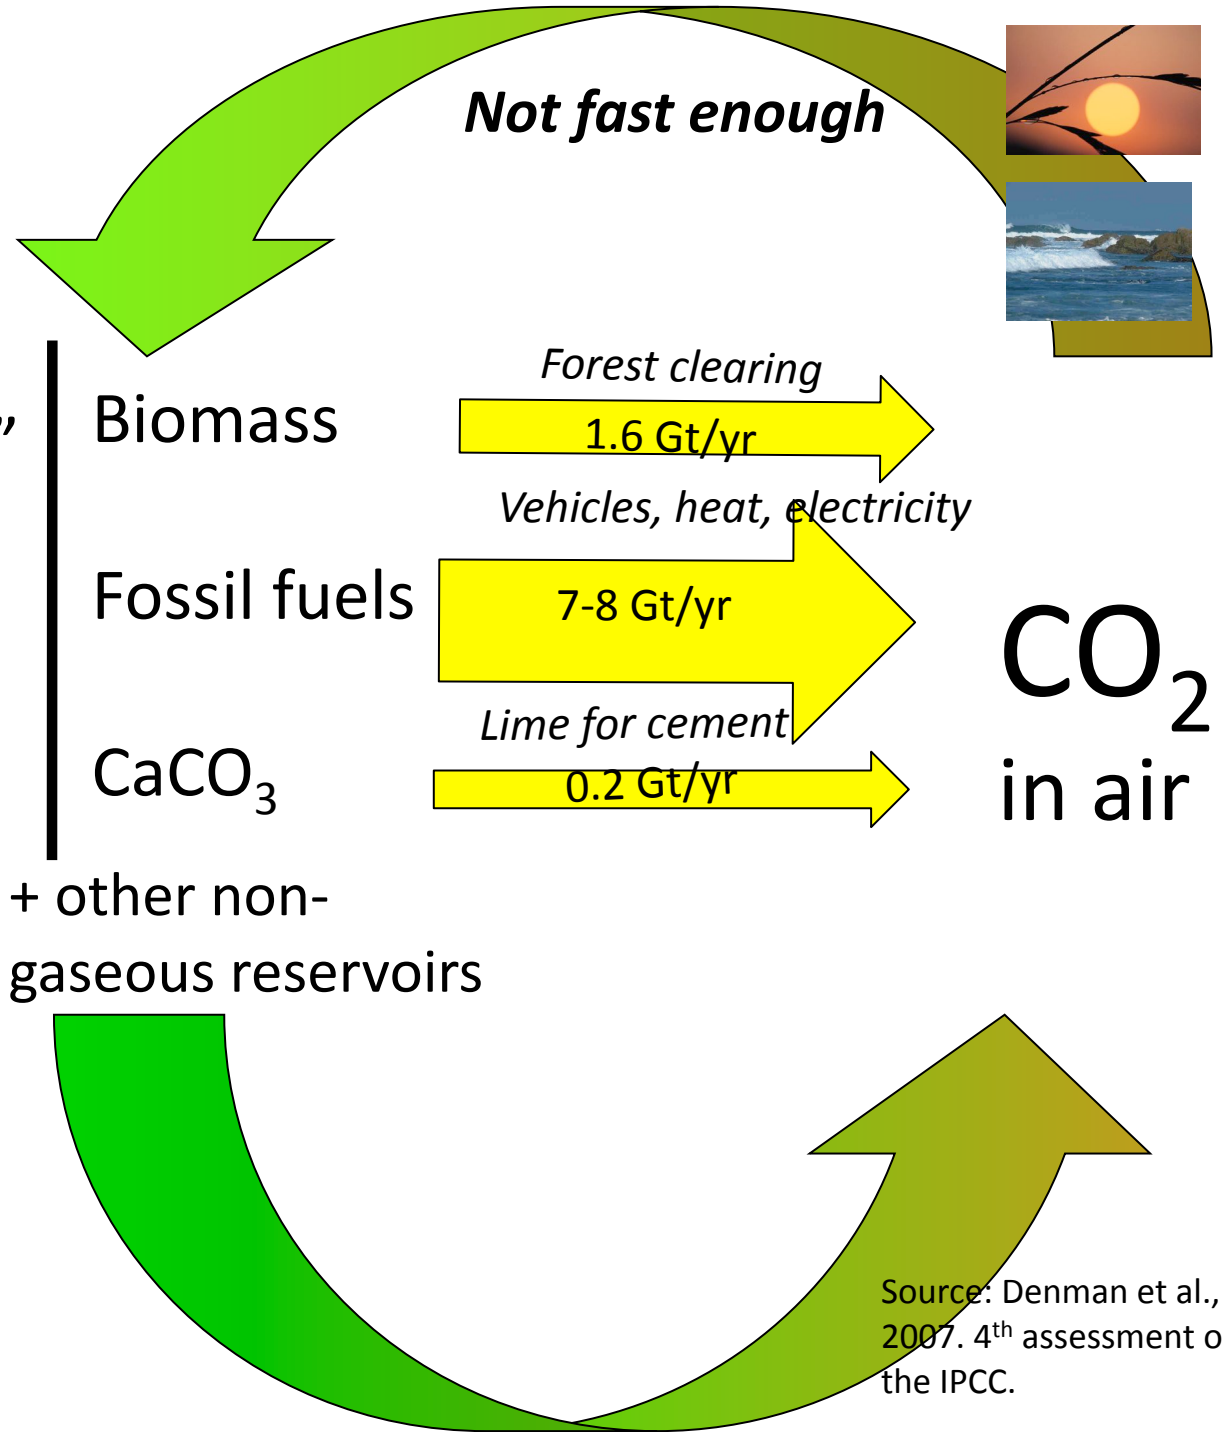 Not fast enough
Forest clearing
”
Biomass
1.6 Gt/yr
Vehicles, heat, electricity
Fossil fuels
7-8 Gt/yr
CO₂
Lime for cement
CaCO₃
0.2 Gt/yr
in air
+ other non-
gaseous reservoirs
Source: Denman et al.,
2007. 4ᵗʰ assessment o
the IPCC.